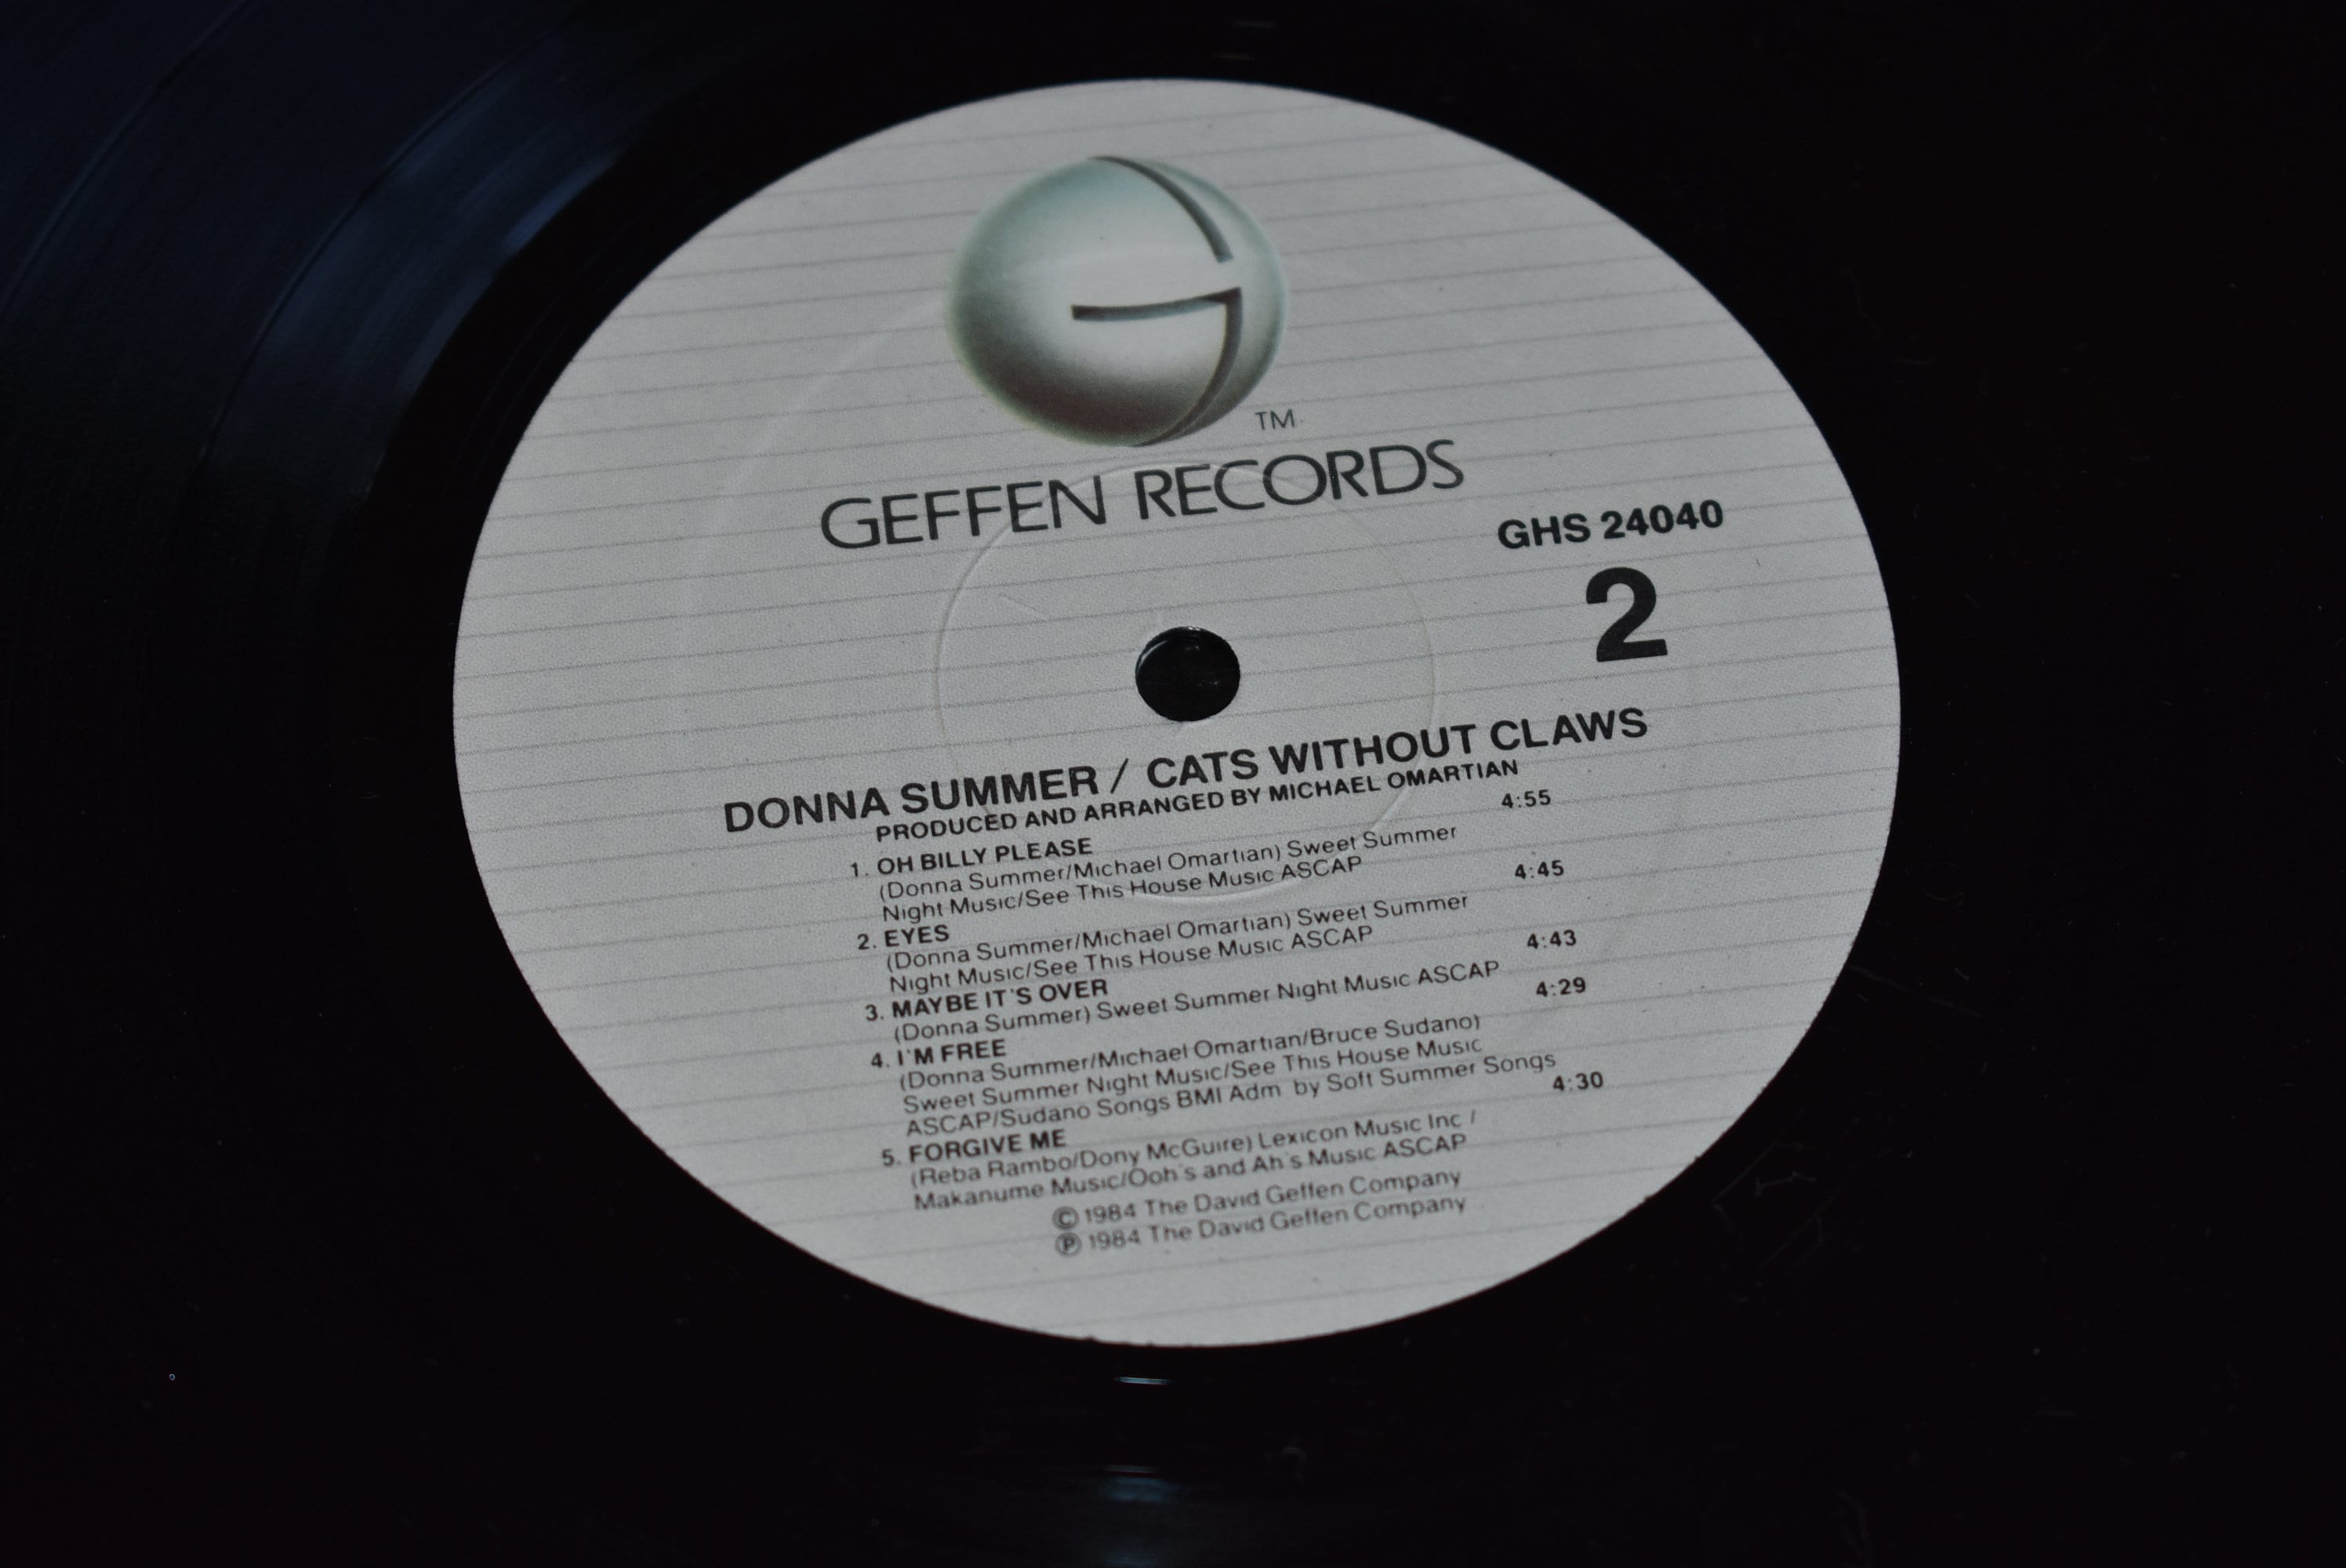 TM
GEFFEN RECORDS
GHS 24040
2
DONNA SUMMER / CATS WITHOUT CLAWS
PRODUCED AND ARRANGED BY MICHAEL OMARTIAN
1. OH BILLY PLEASE 4:55
(Donna Summer/Michael Omartian) Sweet Summer
Night Music/See This House Music ASCAP
2. EYES 4:45
(Donna Summer/Michael Omartian) Sweet Summer
Night Music/See This House Music ASCAP
3. MAYBE IT'S OVER 4:43
(Donna Summer) Sweet Summer Night Music ASCAP
4. I'M FREE 4:29
(Donna Summer/Michael Omartian/Bruce Sudano)
Sweet Summer Night Music/See This House Music
ASCAP/Sudano Songs BMI Adm by Soft Summer Songs
5. FORGIVE ME 4:30
(Reba Rambo/Dony McGuire) Lexicon Music Inc /
Makanume Music/Ooh's and Ah's Music ASCAP
© 1984 The David Geffen Company
℗ 1984 The David Geffen Company